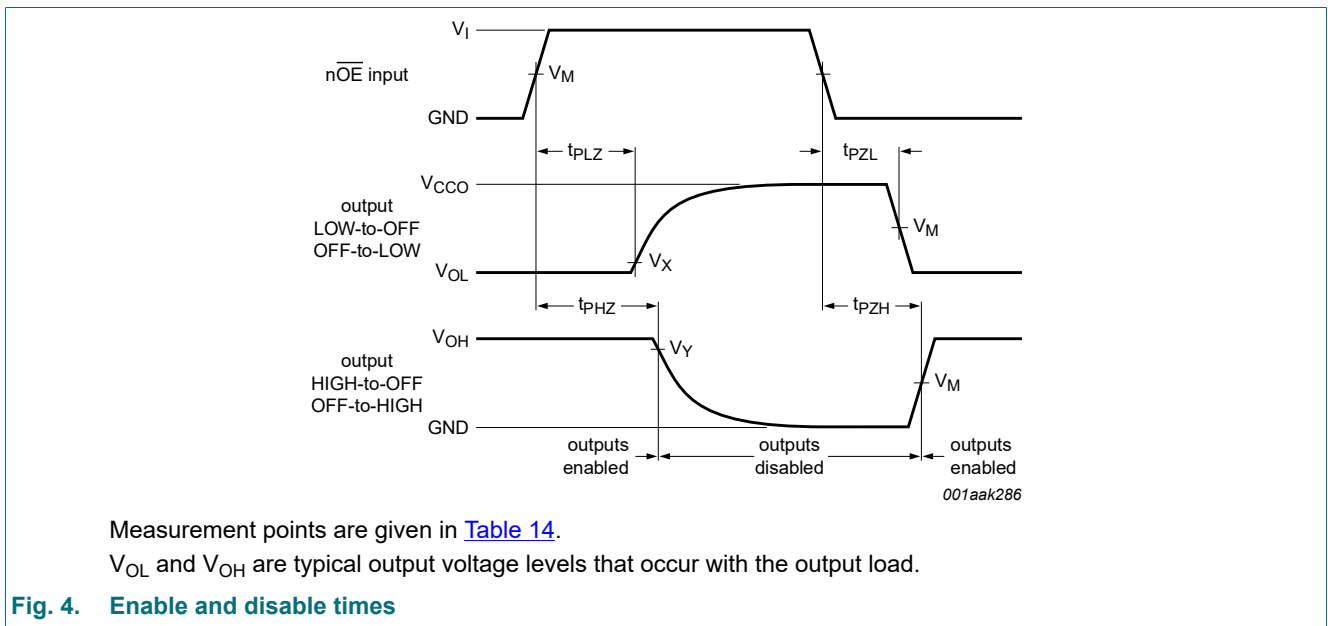 V_I
nOE input
V_M
GND
t_PLZ
t_PZL
V_CCO
output
LOW-to-OFF
OFF-to-LOW
V_M
V_X
V_OL
t_PHZ
t_PZH
V_OH
output
HIGH-to-OFF
OFF-to-HIGH
V_Y
V_M
GND
outputs
enabled
outputs
disabled
outputs
enabled
001aak286
Measurement points are given in Table 14.
V_OL and V_OH are typical output voltage levels that occur with the output load.
Fig. 4. Enable and disable times